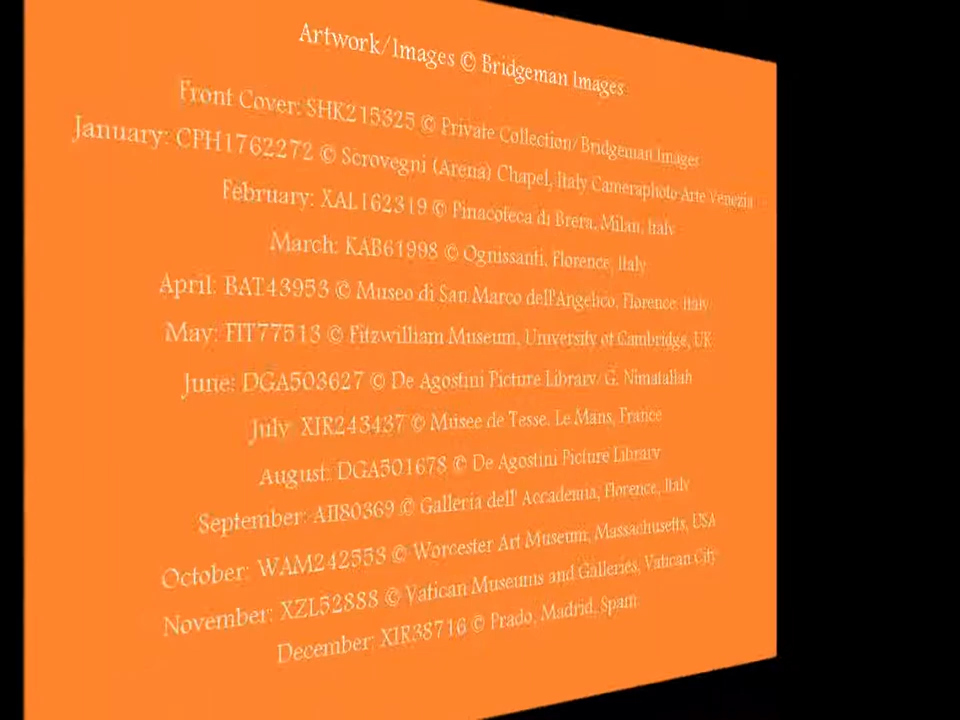 Artwork/Images © Bridgeman Images
Front Cover: SHK215325 © Private Collection/ Bridgeman Images
January: CPH1762272 © Scrovegni (Arena) Chapel, Italy Cameraphoto Arte Venezia
February: XAL162319 © Pinacoteca di Brera, Milan, Italy
March: KAB61998 © Ognissanti, Florence, Italy
April: BAT43953 © Museo di San Marco dell'Angelico, Florence, Italy
May: FIT77513 © Fitzwilliam Museum, University of Cambridge, UK
June: DGA503627 © De Agostini Picture Library/ G. Nimatallah
July: XIR243437 © Musee de Tesse, Le Mans, France
August: DGA501678 © De Agostini Picture Library
September: AII80369 © Galleria dell' Accademia, Florence, Italy
October: WAM242553 © Worcester Art Museum, Massachusetts, USA
November: XZL52888 © Vatican Museums and Galleries, Vatican City
December: XIR38716 © Prado, Madrid, Spain